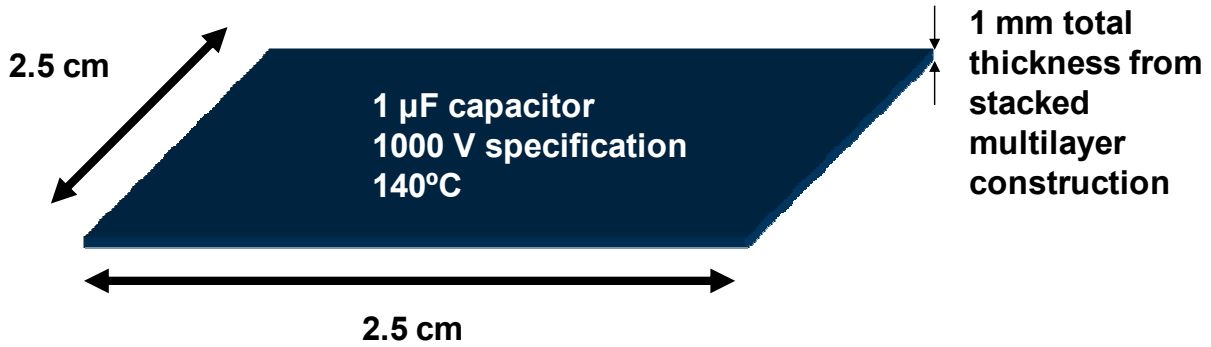 2.5 cm
1 µF capacitor
1000 V specification
140ºC
1 mm total
thickness from
stacked
multilayer
construction
2.5 cm